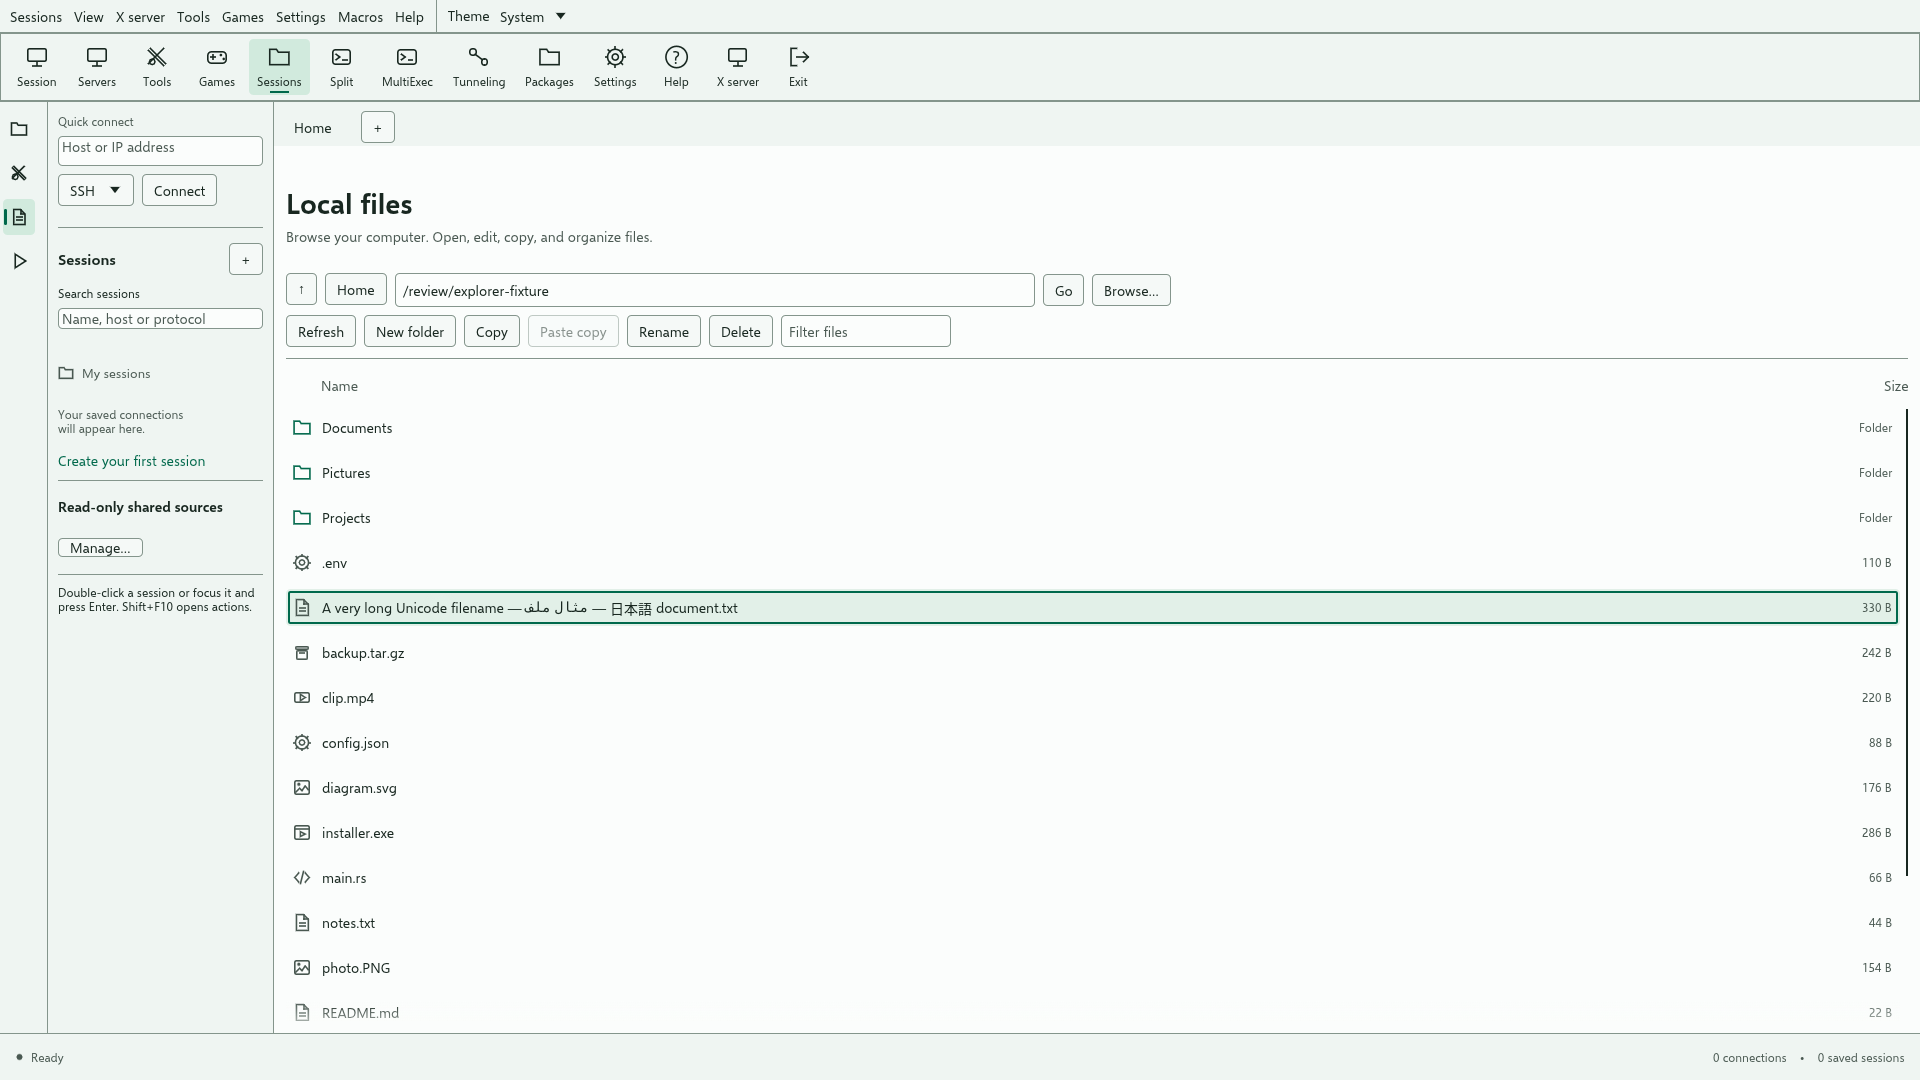 Sessions View X server Tools Games Settings Macros Help Theme System
Session Servers Tools Games Sessions Split MultiExec Tunneling Packages Settings Help X server Exit
Quick connect
Host or IP address
SSH Connect
Sessions +
Search sessions
Name, host or protocol
My sessions
Your saved connections
will appear here.
Create your first session
Read-only shared sources
Manage...
Double-click a session or focus it and
press Enter. Shift+F10 opens actions.
Home +
Local files
Browse your computer. Open, edit, copy, and organize files.
↑ Home /review/explorer-fixture Go Browse...
Refresh New folder Copy Paste copy Rename Delete Filter files
Name Size
Documents Folder
Pictures Folder
Projects Folder
.env 110 B
A very long Unicode filename — مثال ملف — 日本語 document.txt 330 B
backup.tar.gz 242 B
clip.mp4 220 B
config.json 88 B
diagram.svg 176 B
installer.exe 286 B
main.rs 66 B
notes.txt 44 B
photo.PNG 154 B
README.md 22 B
Ready 0 connections • 0 saved sessions